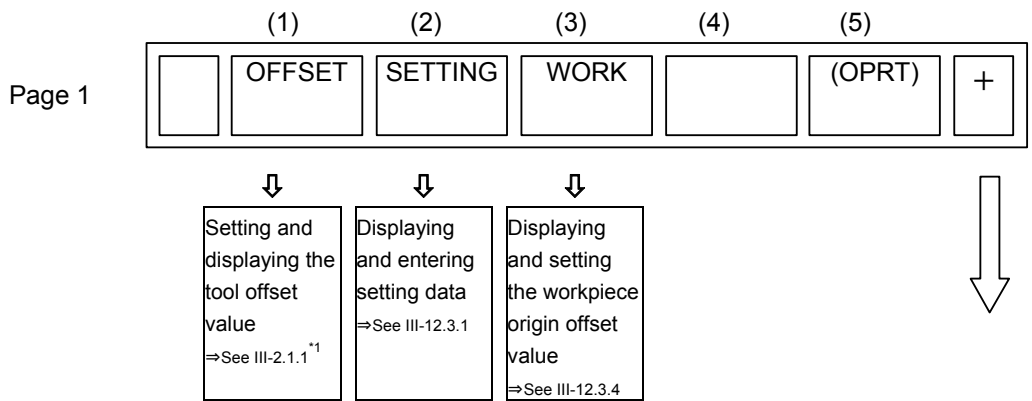 (1) (2) (3) (4) (5)
Page 1
OFFSET SETTING WORK (OPRT) +
Setting and
displaying the
tool offset
value
⇒See III-2.1.1*1
Displaying
and entering
setting data
⇒See III-12.3.1
Displaying
and setting
the workpiece
origin offset
value
⇒See III-12.3.4